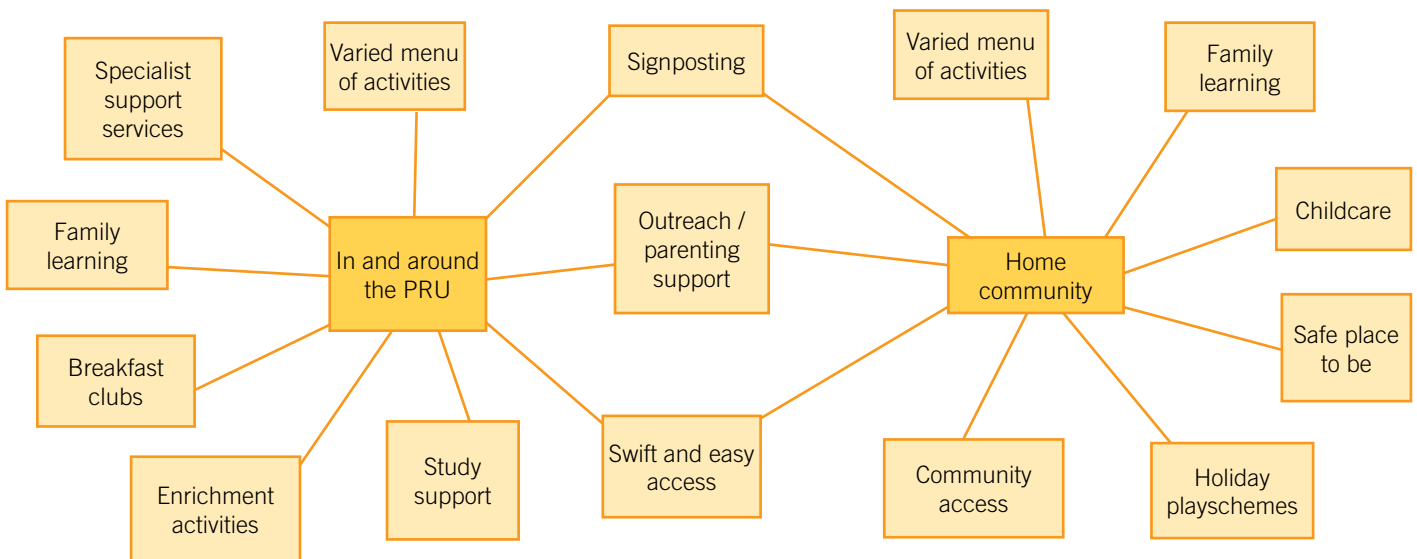 Specialist
support
services
Varied menu
of activities
Signposting
Varied menu
of activities
Family
learning
Family
learning
In and around
the PRU
Outreach /
parenting
support
Home
community
Childcare
Safe place
to be
Breakfast
clubs
Enrichment
activities
Study
support
Swift and easy
access
Community
access
Holiday
playschemes